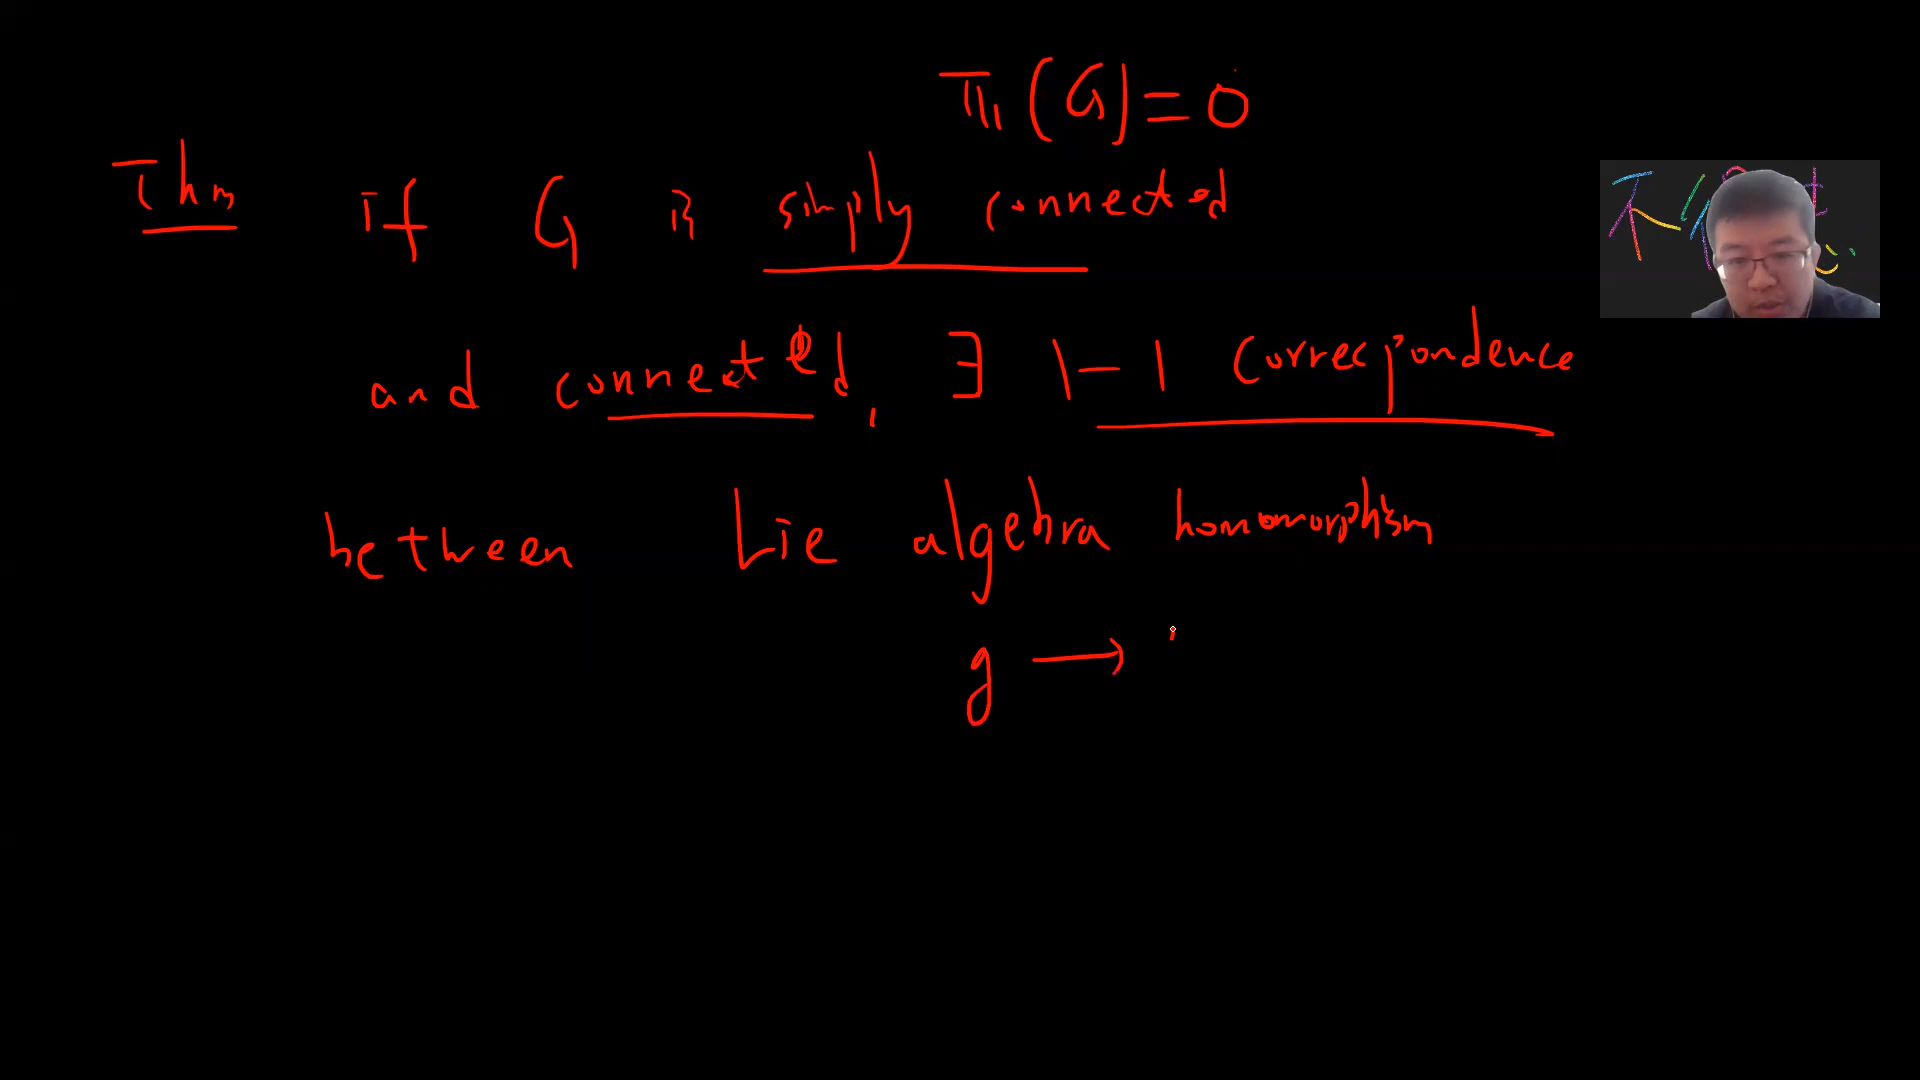 π₁(G)=0
Thm if G is simply connected
and connected, ∃ 1-1 correspondence
between Lie algebra homomorphism
g →